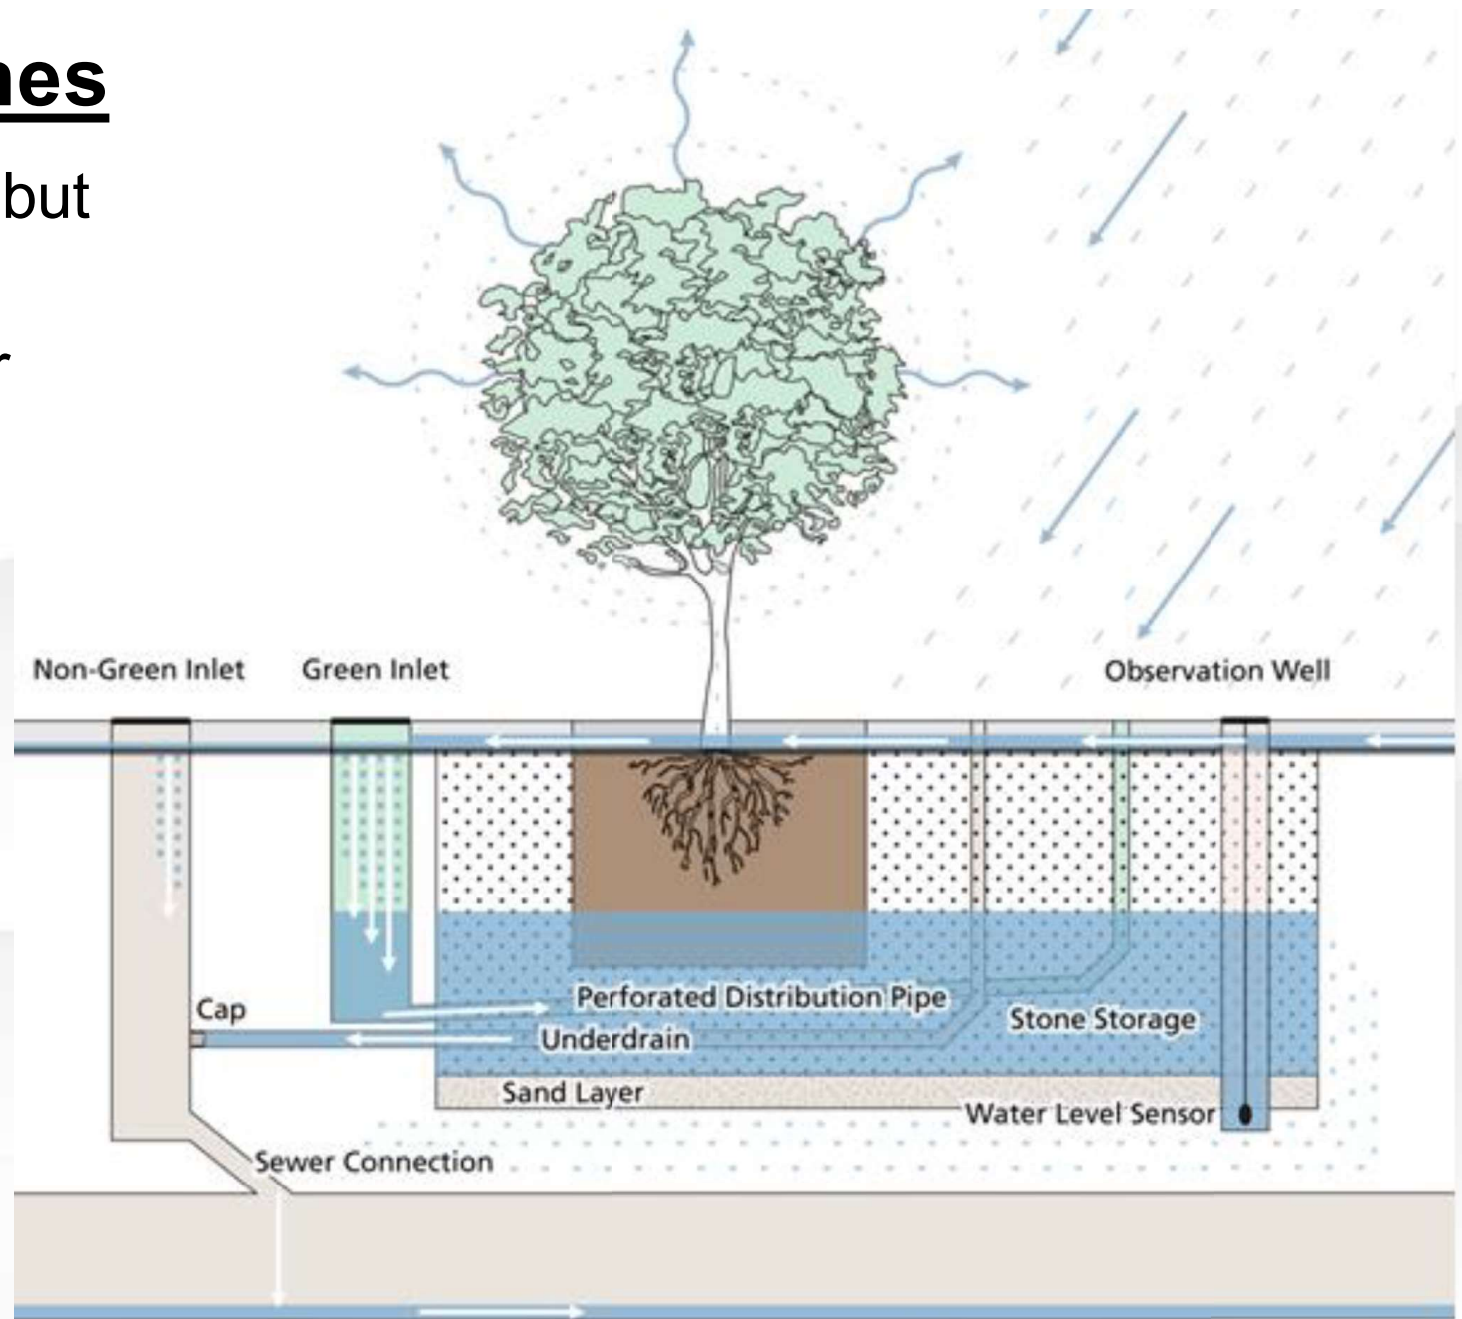 but
Non-Green Inlet
Green Inlet
Observation Well
Cap
Perforated Distribution Pipe
Stone Storage
Underdrain
Sand Layer
Water Level Sensor
Sewer Connection